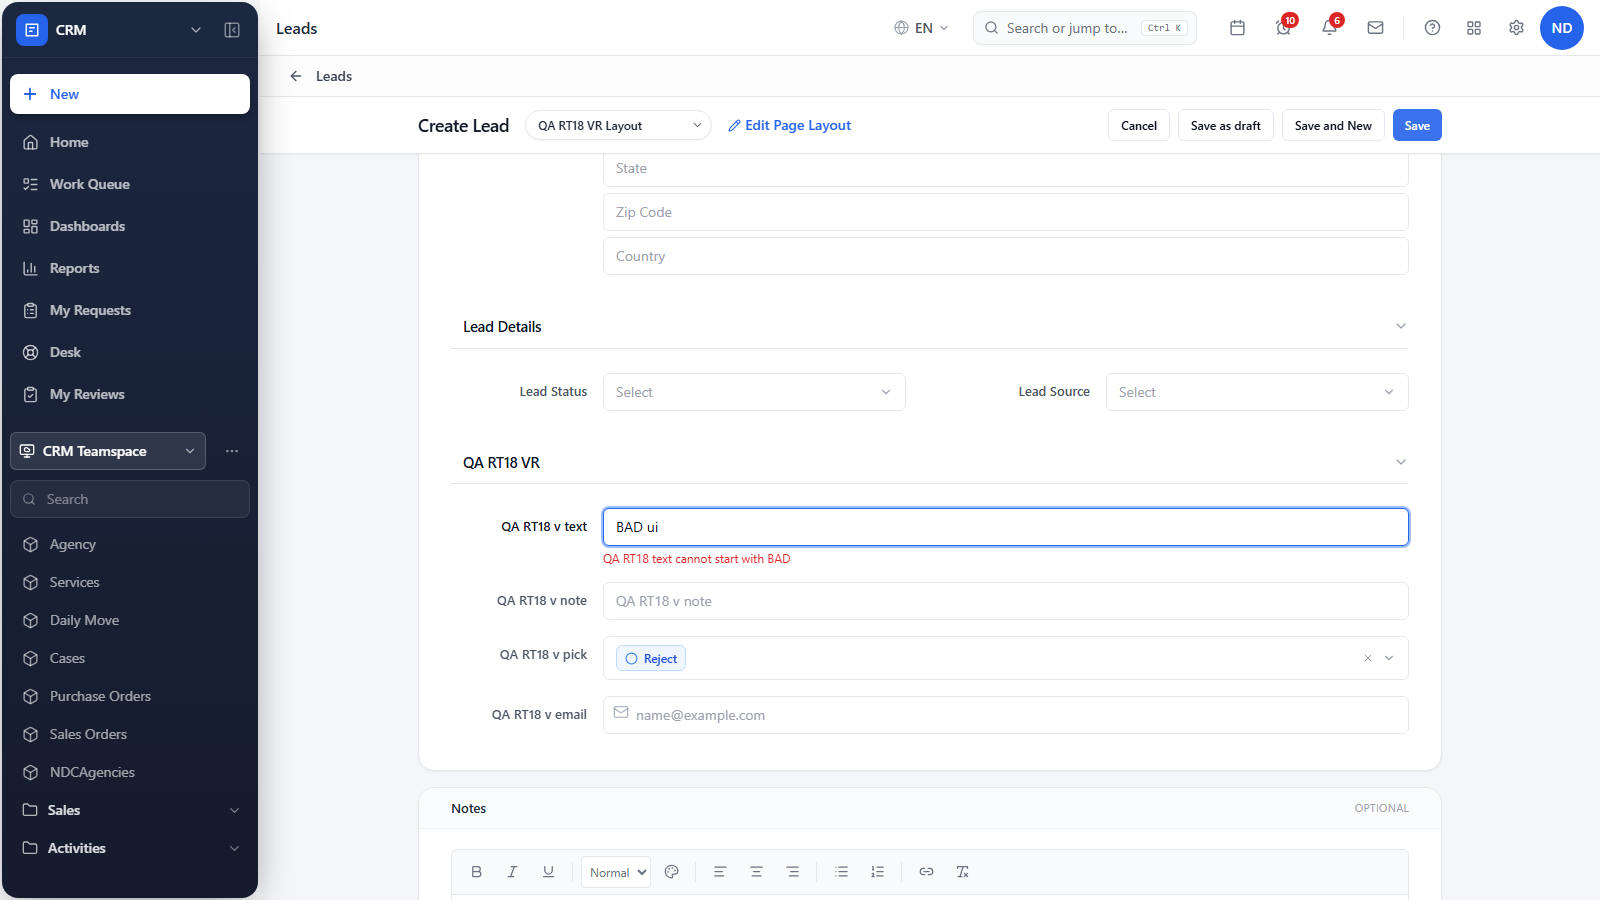 CRM
Leads
EN
Search or jump to...
Ctrl K
10
6
ND
New
Leads
Create Lead
QA RT18 VR Layout
Edit Page Layout
Cancel
Save as draft
Save and New
Save
Home
Work Queue
Dashboards
Reports
My Requests
Desk
My Reviews
CRM Teamspace
Search
Agency
Services
Daily Move
Cases
Purchase Orders
Sales Orders
NDCAgencies
Sales
Activities
State
Zip Code
Country
Lead Details
Lead Status
Select
Lead Source
Select
QA RT18 VR
QA RT18 v text
BAD ui
QA RT18 text cannot start with BAD
QA RT18 v note
QA RT18 v note
QA RT18 v pick
Reject
QA RT18 v email
name@example.com
Notes
OPTIONAL
B
I
U
Normal